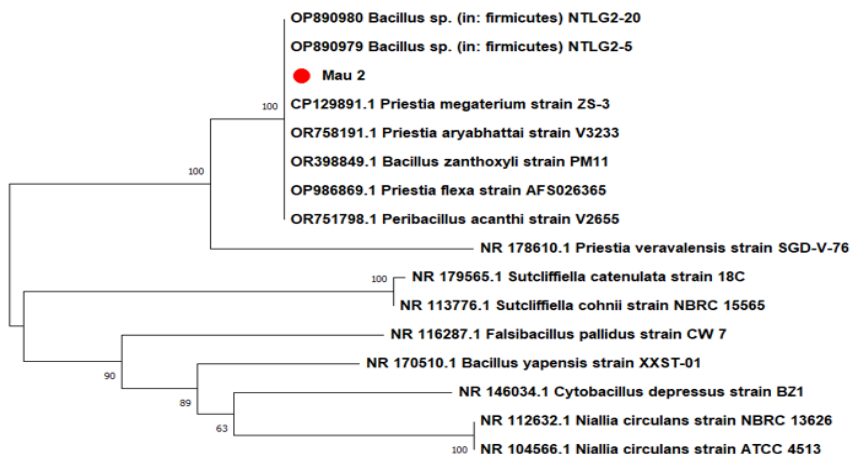 OP890980 Bacillus sp. (in: firmicutes) NTLG2-20
OP890979 Bacillus sp. (in: firmicutes) NTLG2-5
Mau 2
100
CP129891.1 Priestia megaterium strain ZS-3
OR758191.1 Priestia aryabhattai strain V3233
OR398849.1 Bacillus zanthoxyli strain PM11
100
OP986869.1 Priestia flexa strain AFS026365
OR751798.1 Peribacillus acanthi strain V2655
NR 178610.1 Priestia veravalensis strain SGD-V-76
100
NR 179565.1 Sutcliffiella catenulata strain 18C
NR 113776.1 Sutcliffiella cohnii strain NBRC 15565
NR 116287.1 Falsibacillus pallidus strain CW 7
NR 170510.1 Bacillus yapensis strain XXST-01
90
NR 146034.1 Cytobacillus depressus strain BZ1
89
NR 112632.1 Niallia circulans strain NBRC 13626
63
100
NR 104566.1 Niallia circulans strain ATCC 4513